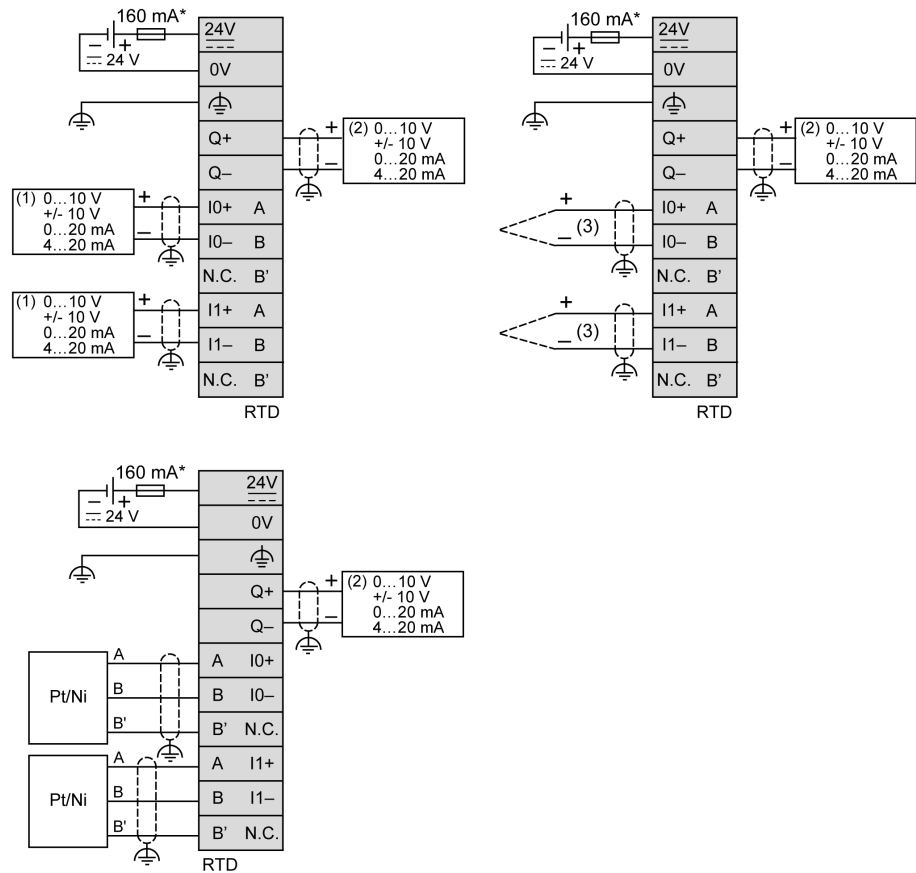 160 mA*
24V
– +
24 V
0V
Q+
+
(2) 0...10 V
+/- 10 V
0...20 mA
4...20 mA
Q–
–
(1) 0...10 V
+/- 10 V
0...20 mA
4...20 mA
+
I0+ A
–
I0– B
N.C. B'
(1) 0...10 V
+/- 10 V
0...20 mA
4...20 mA
+
I1+ A
–
I1– B
N.C. B'
RTD
160 mA*
24V
– +
24 V
0V
Q+
+
(2) 0...10 V
+/- 10 V
0...20 mA
4...20 mA
Q–
–
+
(3)
–
I0+ A
I0– B
N.C. B'
+
(3)
–
I1+ A
I1– B
N.C. B'
RTD
160 mA*
24V
– +
24 V
0V
Q+
+
(2) 0...10 V
+/- 10 V
0...20 mA
4...20 mA
Q–
–
Pt/Ni
A
A I0+
B
B I0–
B'
B' N.C.
Pt/Ni
A
A I1+
B
B I1–
B'
B' N.C.
RTD